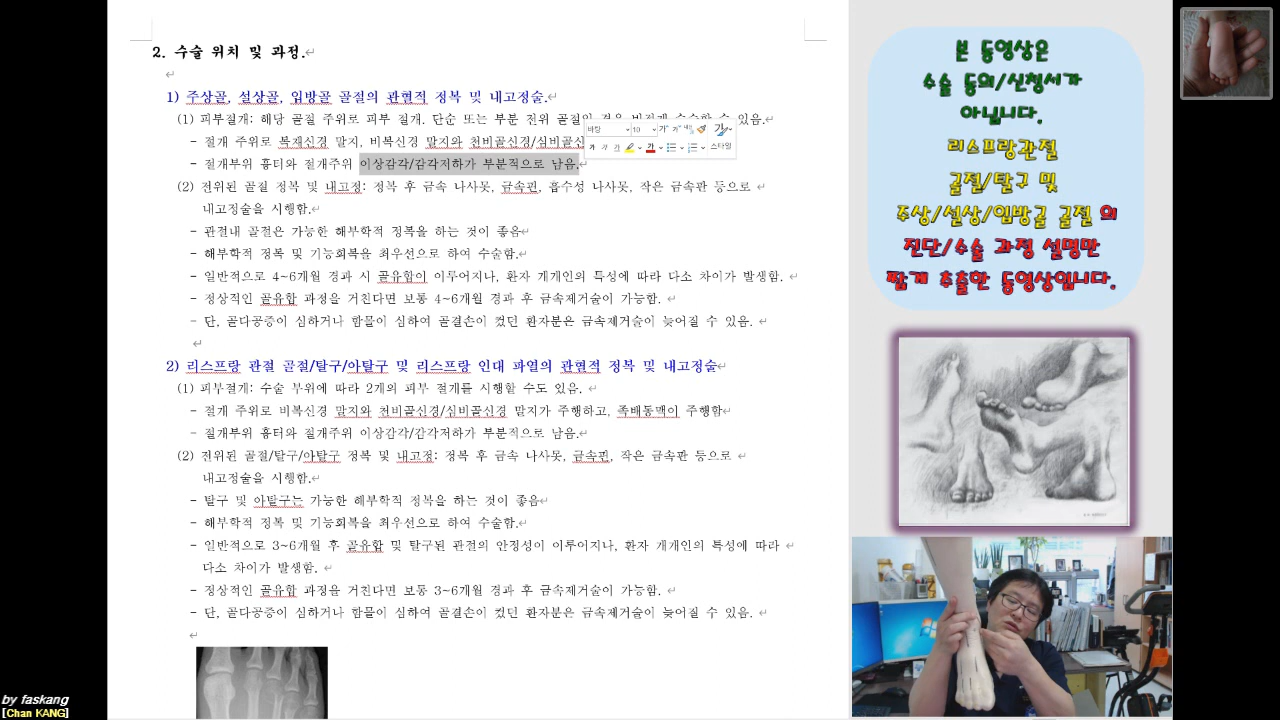 2. 수술 위치 및 과정.
1) 주상골, 설상골, 입방골 골절의 관혈적 정복 및 내고정술.
(1) 피부절개: 해당 골절 주위로 피부 절개. 단순 또는 부분 전위 골절인 경우 비절개 수술할 수 있음.
- 절개 주위로 복재신경 말지, 비복신경 말지와 천비골신경/심비골신
바탕 10 가 가
가 가 가 가 스타일
- 절개부위 흉터와 절개주위 이상감각/감각저하가 부분적으로 남음.
(2) 전위된 골절 정복 및 내고정: 정복 후 금속 나사못, 금속핀, 흡수성 나사못, 작은 금속판 등으로
내고정술을 시행함.
- 관절내 골절은 가능한 해부학적 정복을 하는 것이 좋음
- 해부학적 정복 및 기능회복을 최우선으로 하여 수술함.
- 일반적으로 4~6개월 경과 시 골유합이 이루어지나, 환자 개개인의 특성에 따라 다소 차이가 발생함.
- 정상적인 골유합 과정을 거친다면 보통 4~6개월 경과 후 금속제거술이 가능함.
- 단, 골다공증이 심하거나 함몰이 심하여 골결손이 컸던 환자분은 금속제거술이 늦어질 수 있음.
2) 리스프랑 관절 골절/탈구/아탈구 및 리스프랑 인대 파열의 관혈적 정복 및 내고정술
(1) 피부절개: 수술 부위에 따라 2개의 피부 절개를 시행할 수도 있음.
- 절개 주위로 비복신경 말지와 천비골신경/심비골신경 말지가 주행하고, 족배동맥이 주행함
- 절개부위 흉터와 절개주위 이상감각/감각저하가 부분적으로 남음.
(2) 전위된 골절/탈구/아탈구 정복 및 내고정: 정복 후 금속 나사못, 금속핀, 작은 금속판 등으로
내고정술을 시행함.
- 탈구 및 아탈구는 가능한 해부학적 정복을 하는 것이 좋음
- 해부학적 정복 및 기능회복을 최우선으로 하여 수술함.
- 일반적으로 3~6개월 후 골유합 및 탈구된 관절의 안정성이 이루어지나, 환자 개개인의 특성에 따라
다소 차이가 발생함.
- 정상적인 골유합 과정을 거친다면 보통 3~6개월 경과 후 금속제거술이 가능함.
- 단, 골다공증이 심하거나 함몰이 심하여 골결손이 컸던 환자분은 금속제거술이 늦어질 수 있음.
본 동영상은
수술 동의/신청서가
아닙니다.
리스프랑관절
골절/탈구 및
주상/설상/입방골 골절 의
진단/수술 과정 설명만
짧게 추출한 동영상입니다.
by faskang
[Chan KANG]